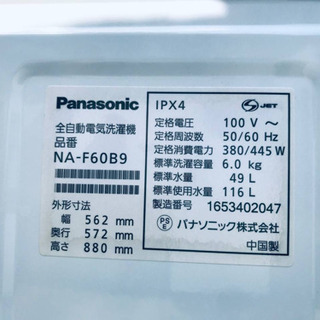 Panasonic
全自動電気洗濯機
品番
NA-F60B9
外形寸法
幅 562 mm
奥行 572 mm
高さ 880 mm
IPX4
S JET
定格電圧 100 V ～
定格周波数 50/60 Hz
定格消費電力 380/445 W
標準洗濯容量 6.0 kg
標準水量 49 L
標準使用水量 116 L
製造番号 1653402047
PS E パナソニック株式会社
中国製